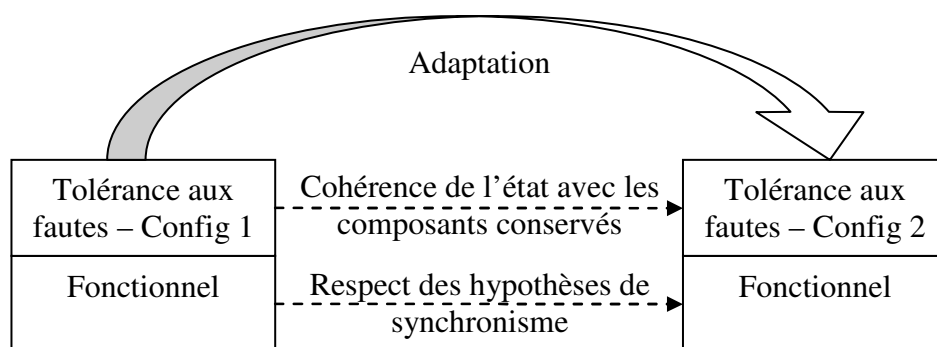 Adaptation
Tolérance aux
fautes – Config 1
Cohérence de l'état avec les
composants conservés
Tolérance aux
fautes – Config 2
Fonctionnel
Respect des hypothèses de
synchronisme
Fonctionnel